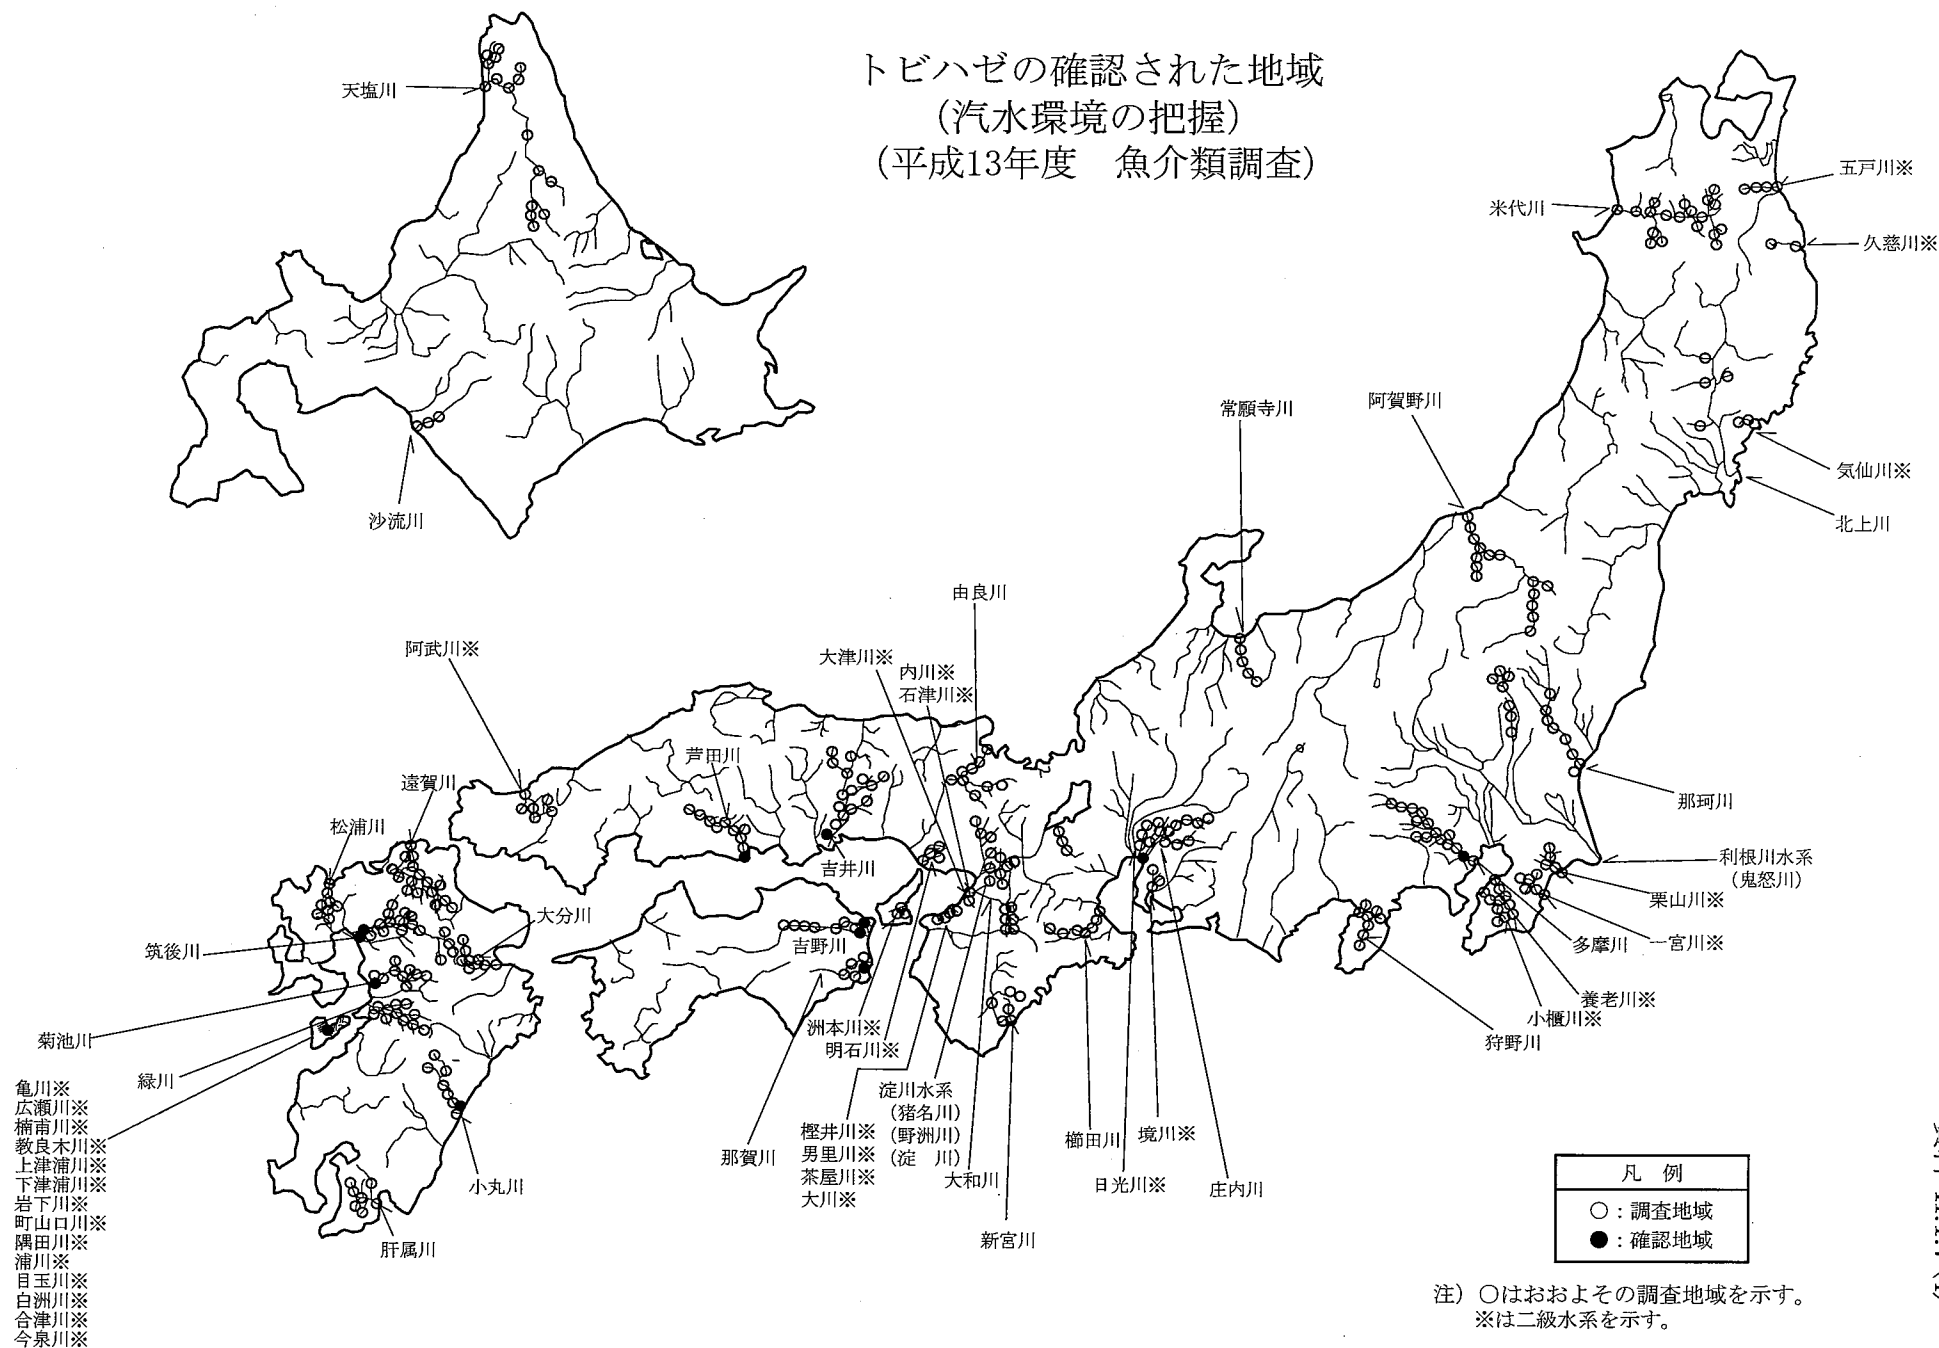 トビハゼの確認された地域
（汽水環境の把握）
（平成13年度　魚介類調査）
天塩川
沙流川
五戸川※
米代川
久慈川※
常願寺川
阿賀野川
気仙川※
北上川
由良川
阿武川※
大津川※
内川※
石津川※
芦田川
遠賀川
松浦川
那珂川
吉井川
利根川水系
（鬼怒川）
栗山川※
大分川
筑後川
吉野川
多摩川
一宮川※
養老川※
小櫃川※
狩野川
洲本川※
明石川※
菊池川
緑川
亀川※
広瀬川※
楠甫川※
教良木川※
上津浦川※
下津浦川※
岩下川※
町山口川※
隅田川※
浦川※
目玉川※
白洲川※
合津川※
今泉川※
淀川水系
（猪名川）
（野洲川）
（淀　川）
樫井川※
男里川※
茶屋川※
大川※
那賀川
櫛田川
境川※
大和川
日光川※
庄内川
小丸川
新宮川
肝属川
凡　例
○：調査地域
●：確認地域
注）○はおおよその調査地域を示す。
※は二級水系を示す。